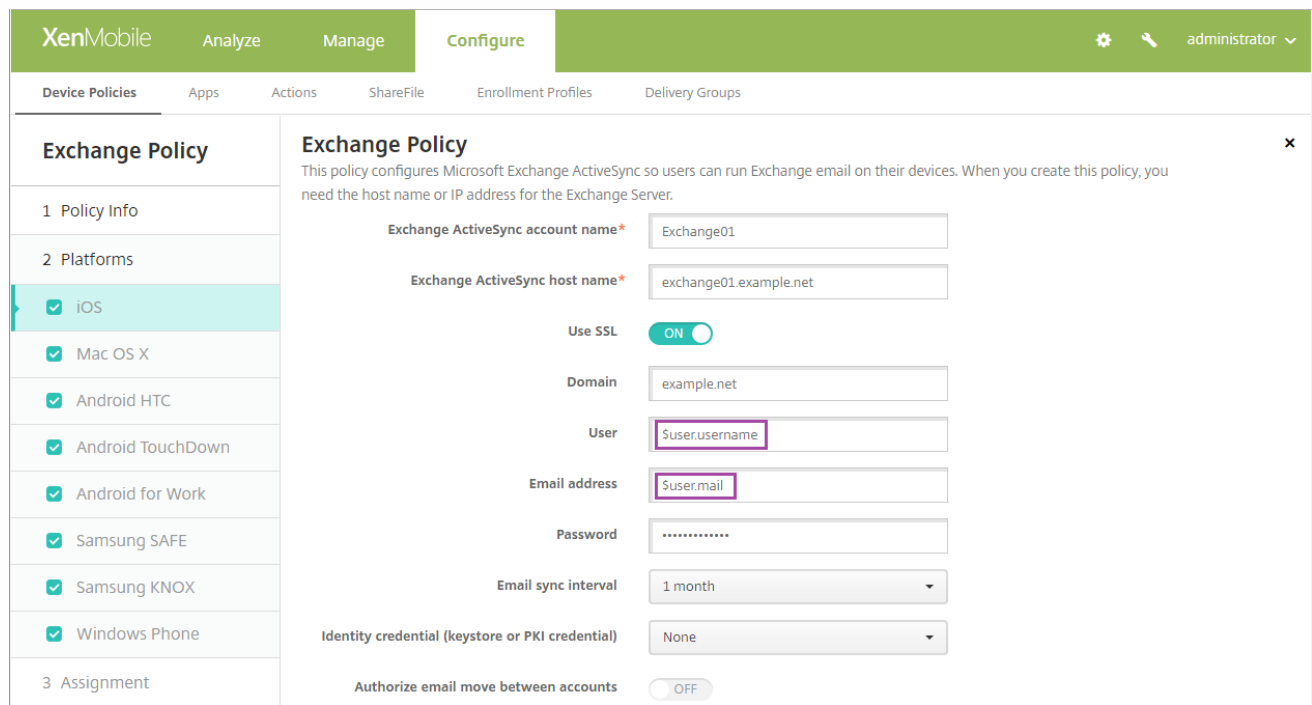 XenMobile Analyze Manage Configure administrator
Device Policies Apps Actions ShareFile Enrollment Profiles Delivery Groups
Exchange Policy
1 Policy Info
2 Platforms
iOS
Mac OS X
Android HTC
Android TouchDown
Android for Work
Samsung SAFE
Samsung KNOX
Windows Phone
3 Assignment
Exchange Policy
This policy configures Microsoft Exchange ActiveSync so users can run Exchange email on their devices. When you create this policy, you
need the host name or IP address for the Exchange Server.
Exchange ActiveSync account name* Exchange01
Exchange ActiveSync host name* exchange01.example.net
Use SSL ON
Domain example.net
User $user.username
Email address $user.mail
Password •••••••••••••
Email sync interval 1 month
Identity credential (keystore or PKI credential) None
Authorize email move between accounts OFF